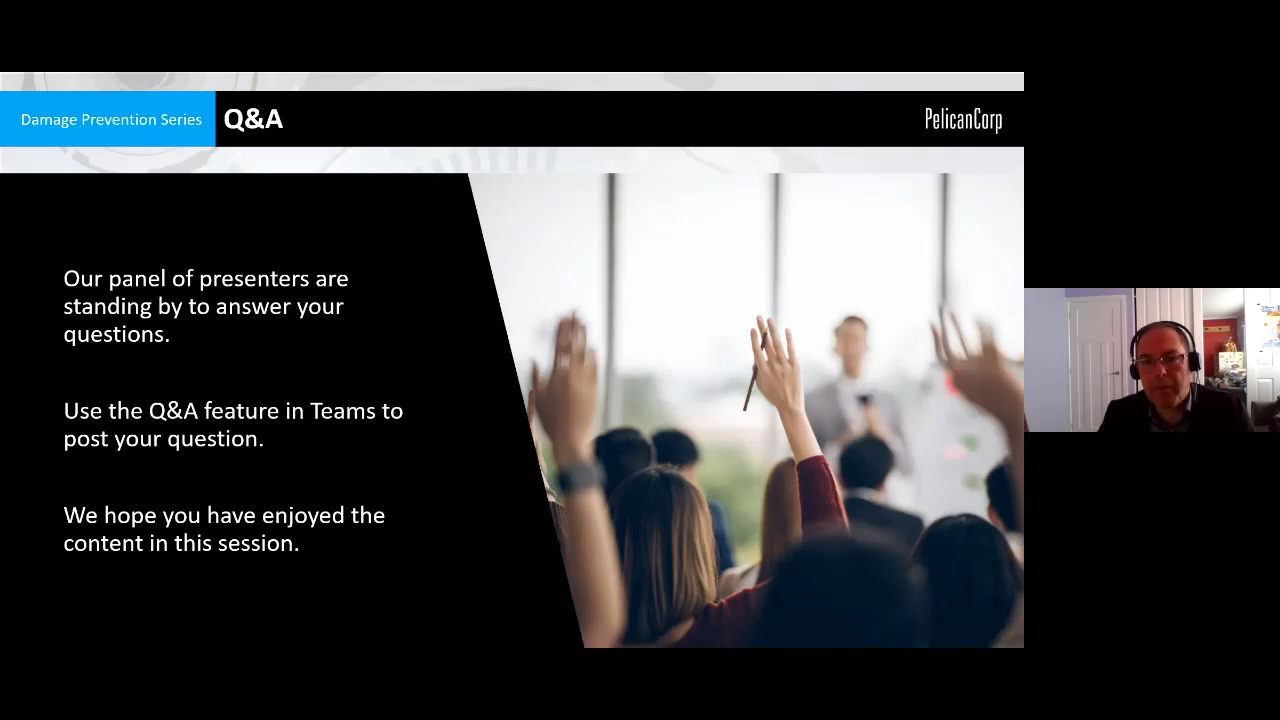 Damage Prevention Series
Q&A
PelicanCorp
Our panel of presenters are
standing by to answer your
questions.
Use the Q&A feature in Teams to
post your question.
We hope you have enjoyed the
content in this session.